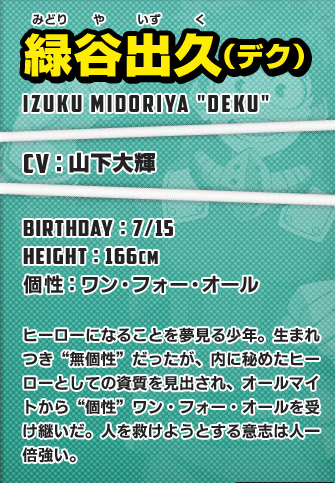 みどり や いず く
緑谷出久(デク)
IZUKU MIDORIYA "DEKU"
CV：山下大輝
BIRTHDAY：7/15
HEIGHT：166CM
個性：ワン・フォー・オール
ヒーローになることを夢見る少年。生まれ
つき“無個性”だったが、内に秘めたヒー
ローとしての資質を見出され、オールマイ
トから“個性”ワン・フォー・オールを受
け継いだ。人を救けようとする意志は人一
倍強い。